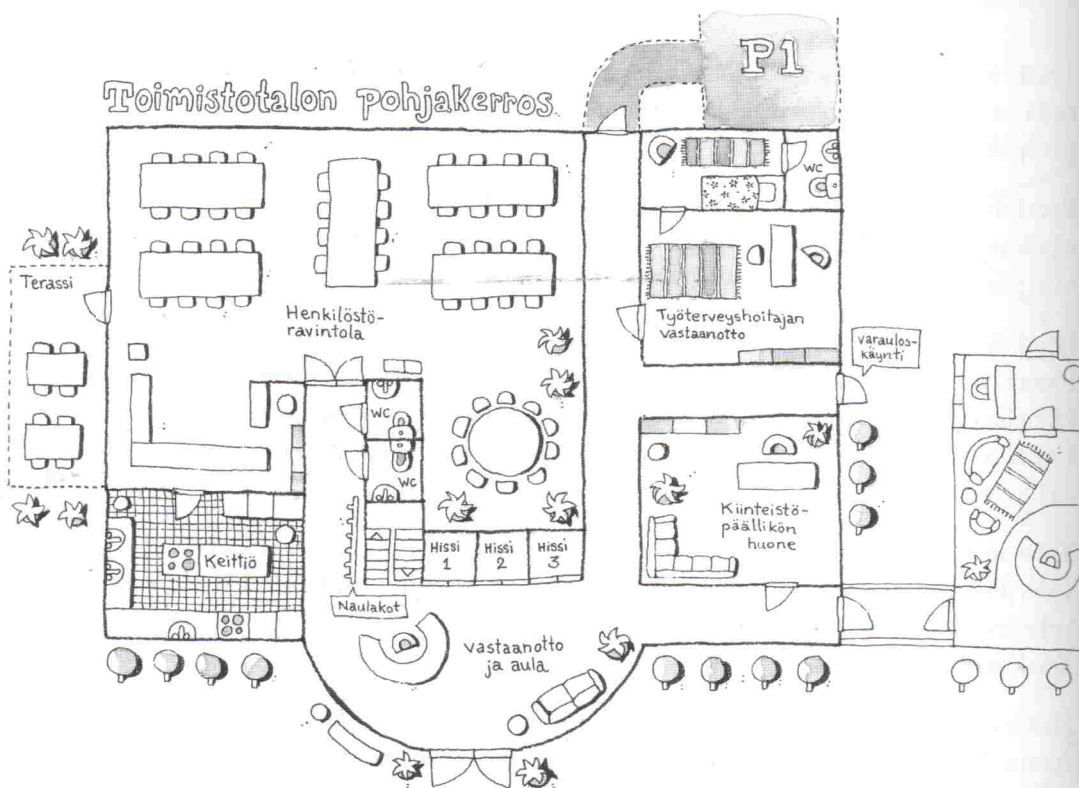 P1
Toimistotalon pohjakerros.
WC
Terassi
Henkilöstö-
ravintola
Työterveyshoitajan
vastaanotto
varaulos-
käynti
WC
WC
Kiinteistö-
päällikön
huone
Hissi
1
Hissi
2
Hissi
3
Keittiö
Naulakot
vastaanotto
ja aula